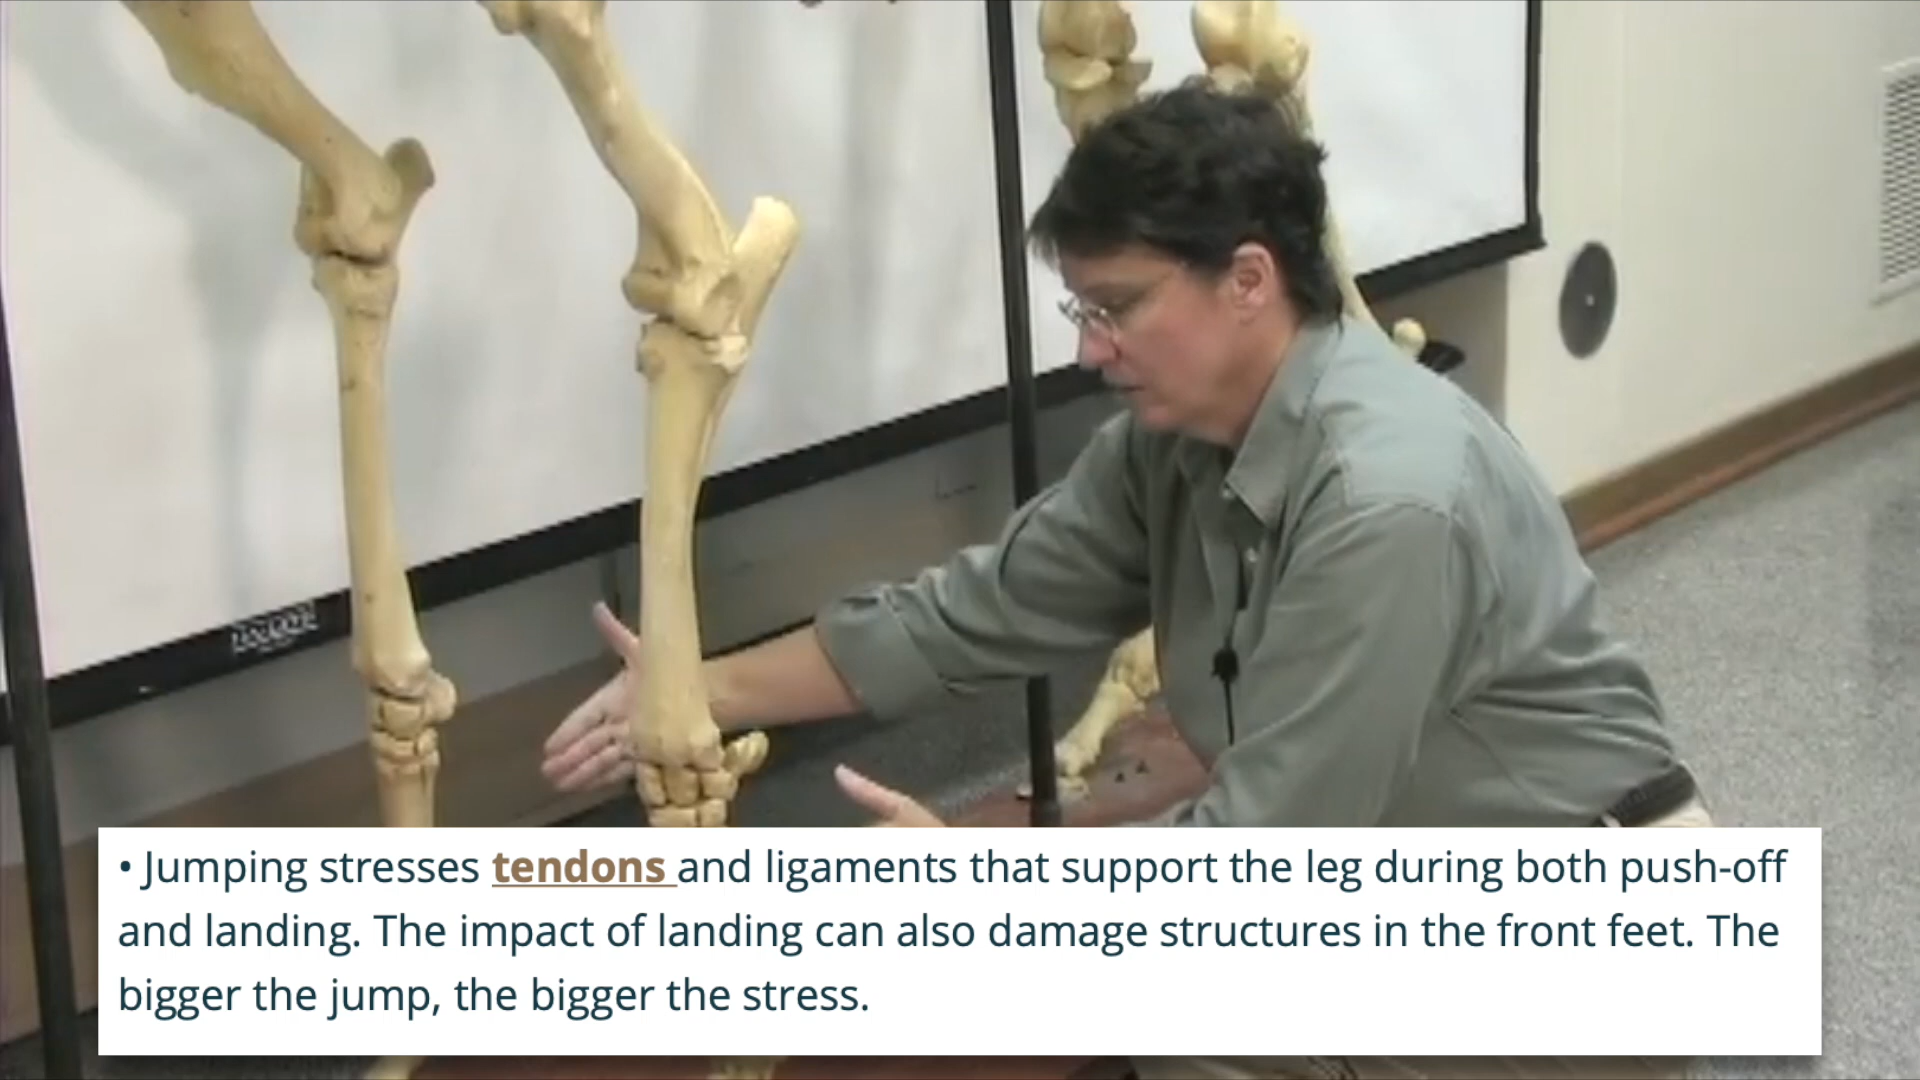 • Jumping stresses tendons and ligaments that support the leg during both push-off
and landing. The impact of landing can also damage structures in the front feet. The
bigger the jump, the bigger the stress.